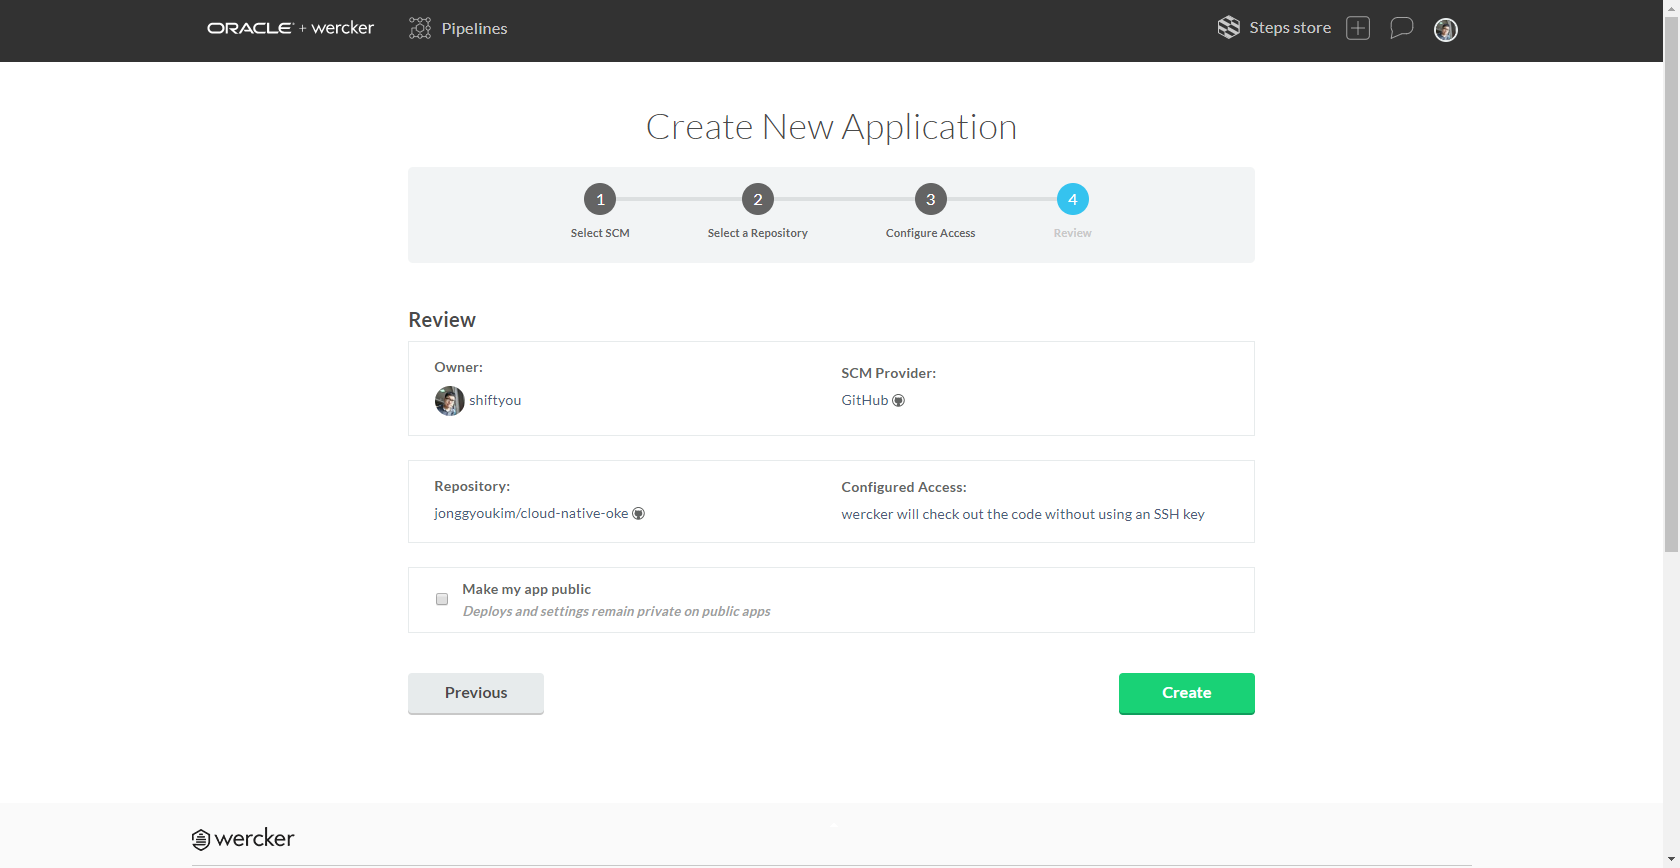 ORACLE + wercker
Pipelines
Steps store
Create New Application
1
2
3
4
Select SCM
Select a Repository
Configure Access
Review
Review
Owner:
shiftyou
SCM Provider:
GitHub
Repository:
jonggyoukim/cloud-native-oke
Configured Access:
wercker will check out the code without using an SSH key
Make my app public
Deploys and settings remain private on public apps
Previous
Create
wercker